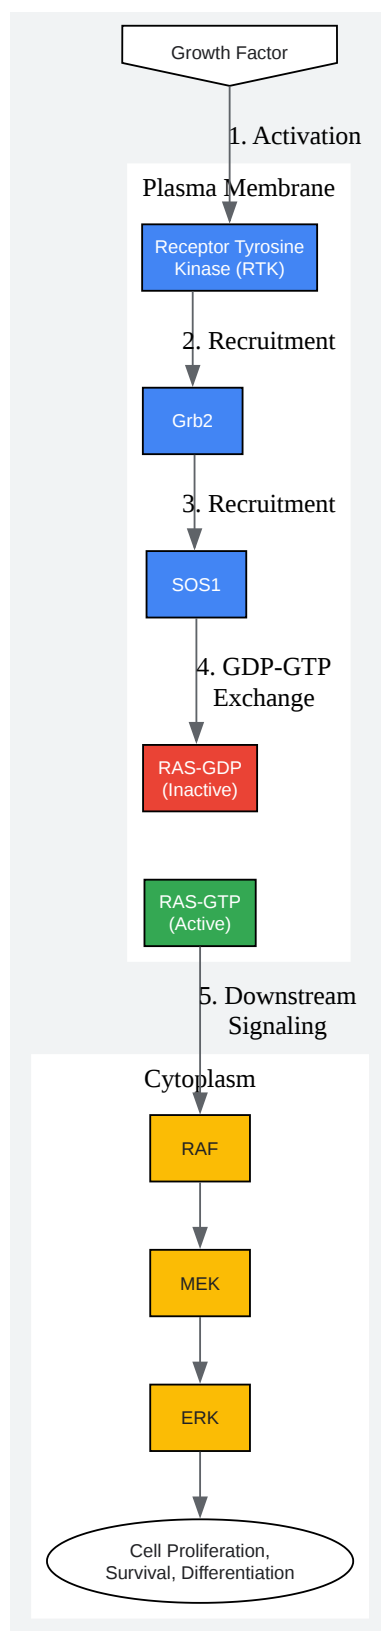 Growth Factor
1. Activation
Plasma Membrane
Receptor Tyrosine
Kinase (RTK)
2. Recruitment
Grb2
3. Recruitment
SOS1
4. GDP-GTP
Exchange
RAS-GDP
(Inactive)
RAS-GTP
(Active)
5. Downstream
Signaling
Cytoplasm
RAF
MEK
ERK
Cell Proliferation,
Survival, Differentiation